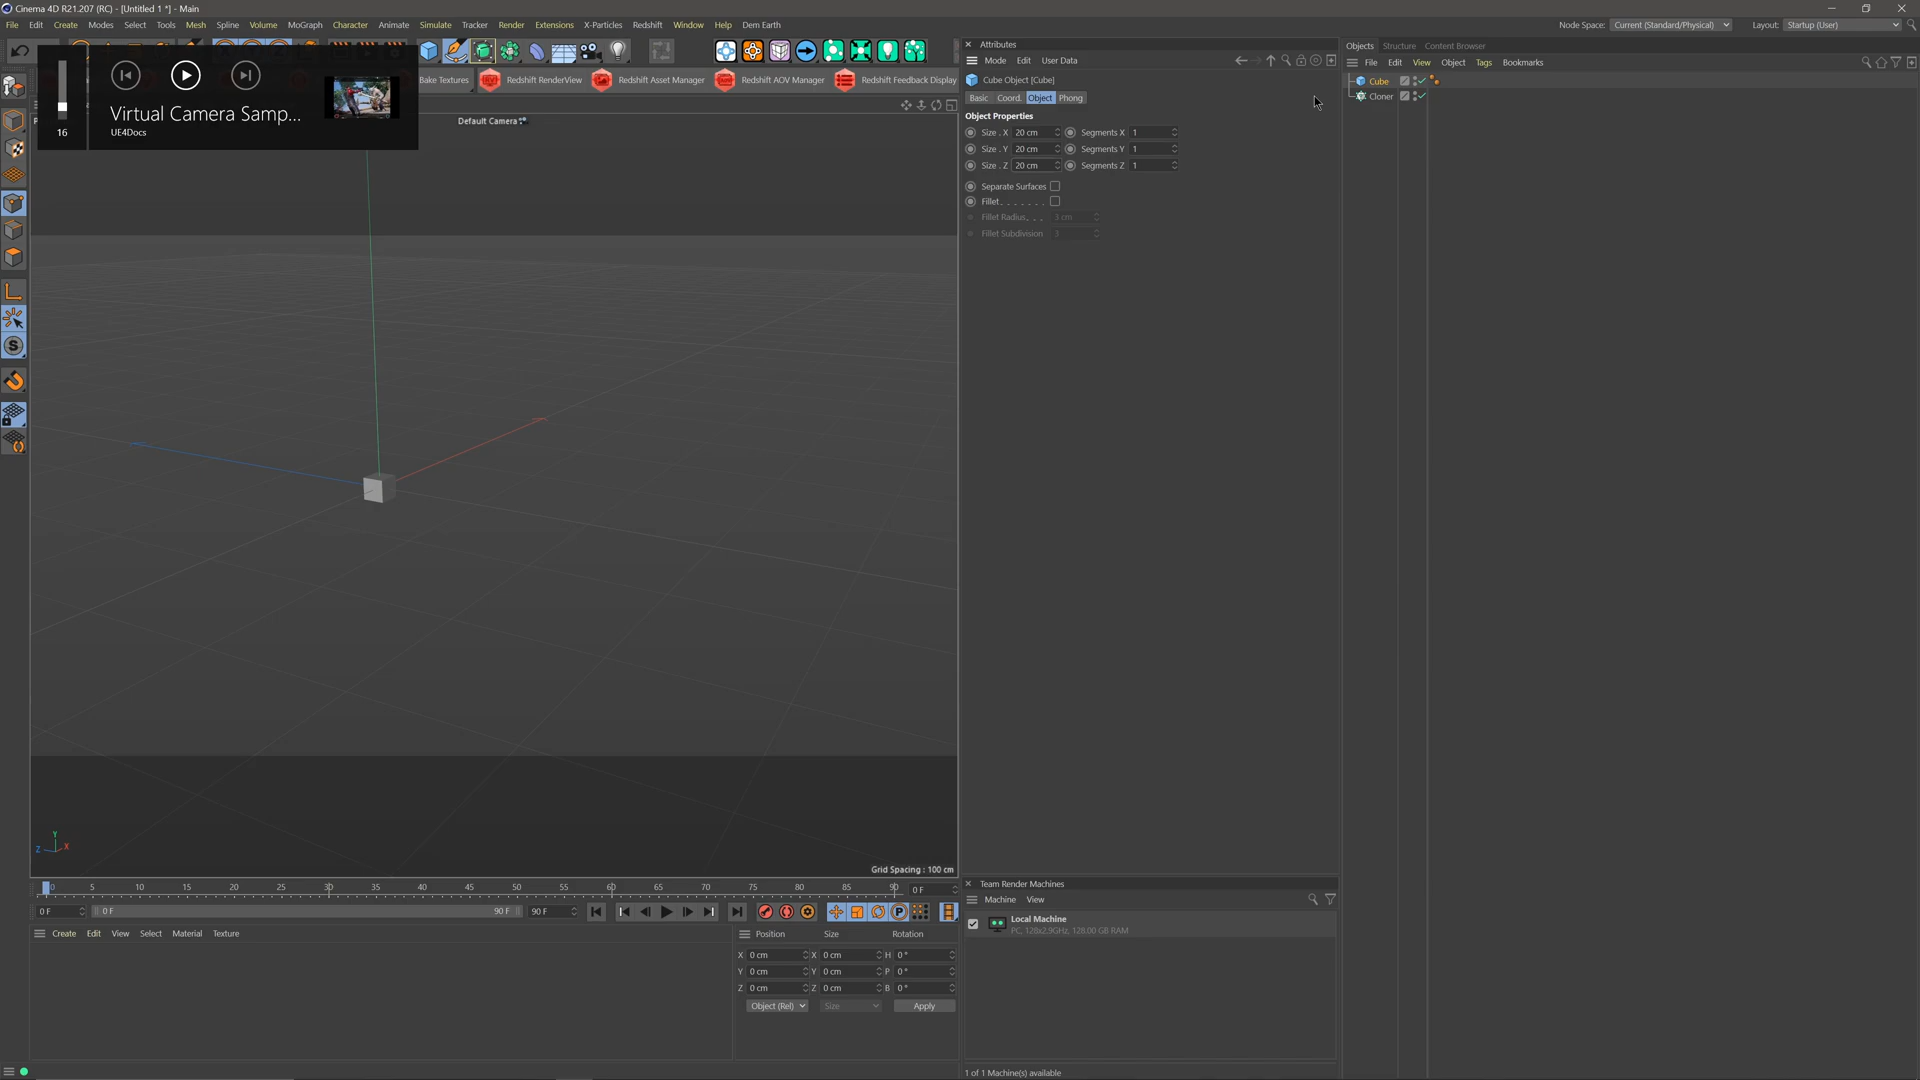 Cinema 4D R21.207 (RC) - [Untitled 1 *] - Main
File Edit Create Modes Select Tools Mesh Spline Volume MoGraph Character Animate Simulate Tracker Render Extensions X-Particles Redshift Window Help Dem Earth
Node Space: Current (Standard/Physical) Layout: Startup (User)
16
Virtual Camera Samp...
UE4Docs
Bake Textures Redshift RenderView Redshift Asset Manager Redshift AOV Manager Redshift Feedback Display
Default Camera
Grid Spacing : 100 cm
Y
Z X
Attributes
Mode Edit User Data
Cube Object [Cube]
Basic Coord. Object Phong
Object Properties
Size . X 20 cm Segments X 1
Size . Y 20 cm Segments Y 1
Size . Z 20 cm Segments Z 1
Separate Surfaces
Fillet
Fillet Radius 3 cm
Fillet Subdivision 3
Objects Structure Content Browser
File Edit View Object Tags Bookmarks
Cube
Cloner
0 5 10 15 20 25 30 35 40 45 50 55 60 65 70 75 80 85 90 0 F
0 F 0 F 90 F 90 F
Create Edit View Select Material Texture
Position Size Rotation
X 0 cm X 0 cm H 0 °
Y 0 cm Y 0 cm P 0 °
Z 0 cm Z 0 cm B 0 °
Object (Rel) Size Apply
Team Render Machines
Machine View
Local Machine
PC, 128x2.9GHz, 128.00 GB RAM
1 of 1 Machine(s) available